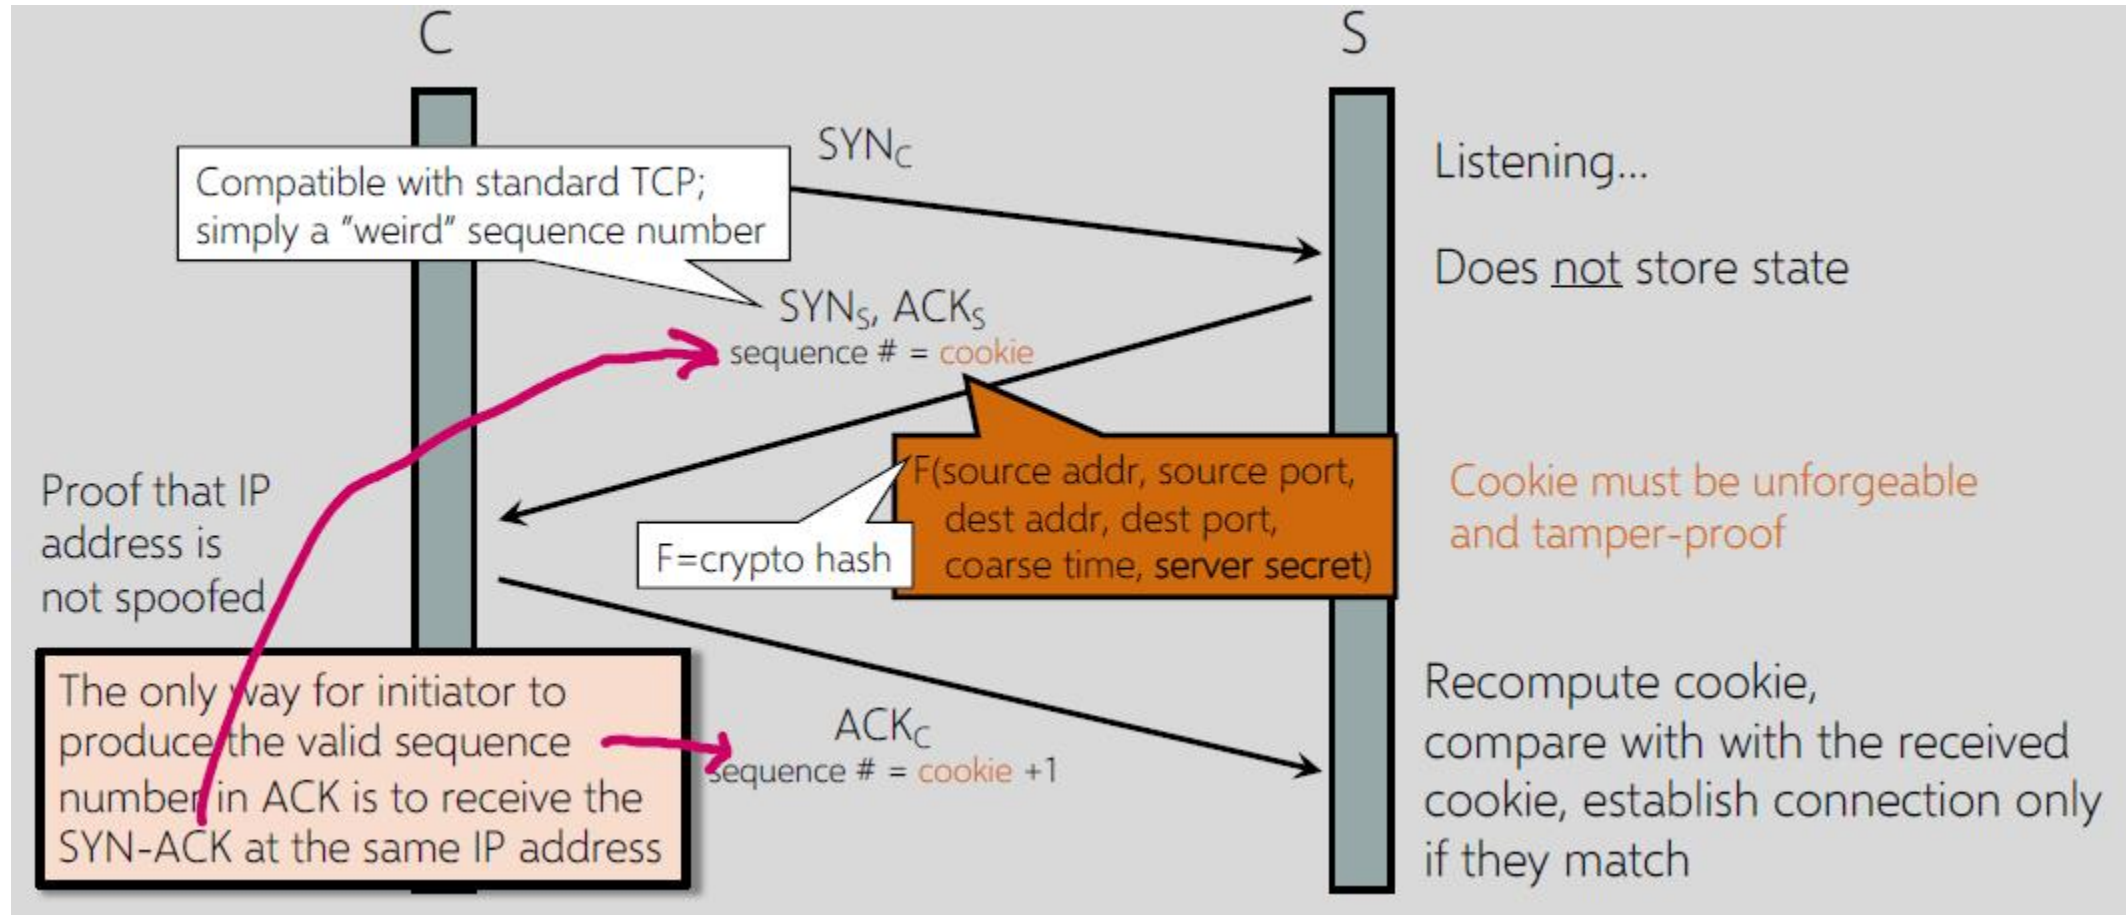 C
S
SYNC
Listening...
Compatible with standard TCP;
simply a "weird" sequence number
Does not store state
SYNS, ACKS
sequence # = cookie
F(source addr, source port,
dest addr, dest port,
coarse time, server secret)
F=crypto hash
Cookie must be unforgeable
and tamper-proof
Proof that IP
address is
not spoofed
The only way for initiator to
produce the valid sequence
number in ACK is to receive the
SYN-ACK at the same IP address
ACKC
sequence # = cookie +1
Recompute cookie,
compare with with the received
cookie, establish connection only
if they match